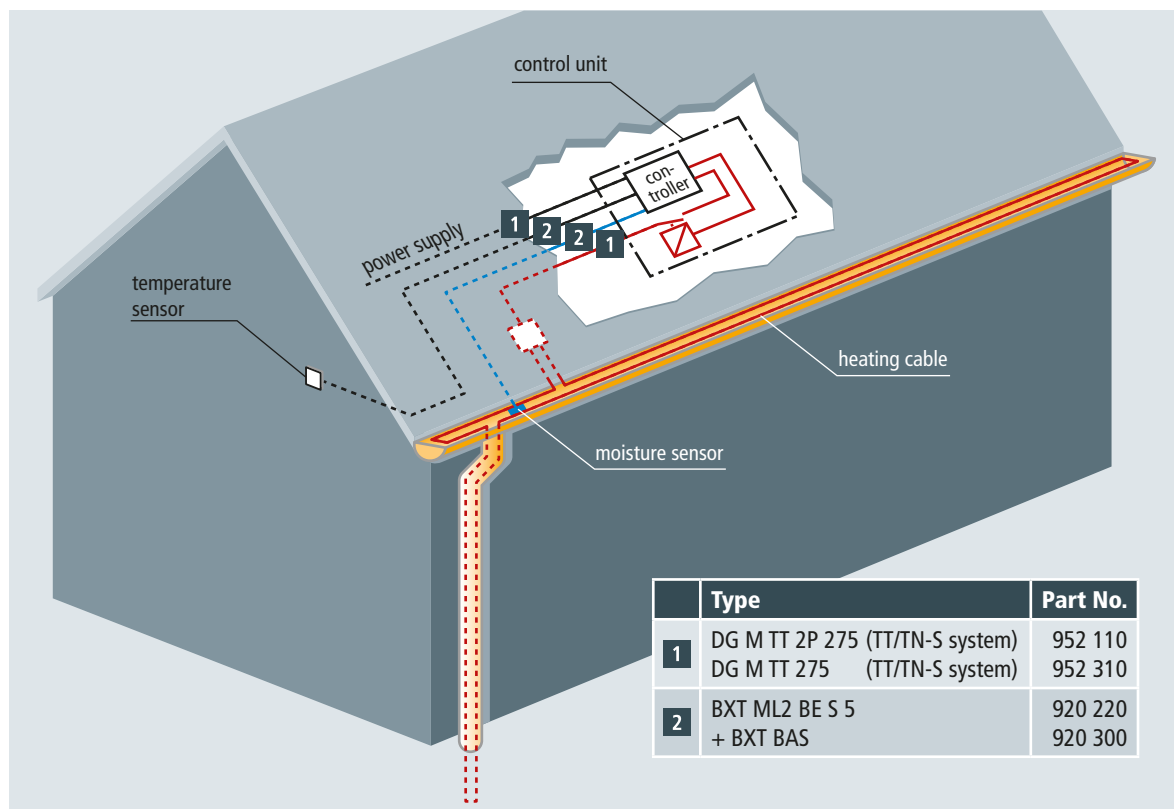 control unit
con-
troller
1 2 2 1
power supply
temperature
sensor
heating cable
moisture sensor
Type Part No.
1
DG M TT 2P 275 (TT/TN-S system) 952 110
DG M TT 275 (TT/TN-S system) 952 310
2
BXT ML2 BE S 5 920 220
+ BXT BAS 920 300